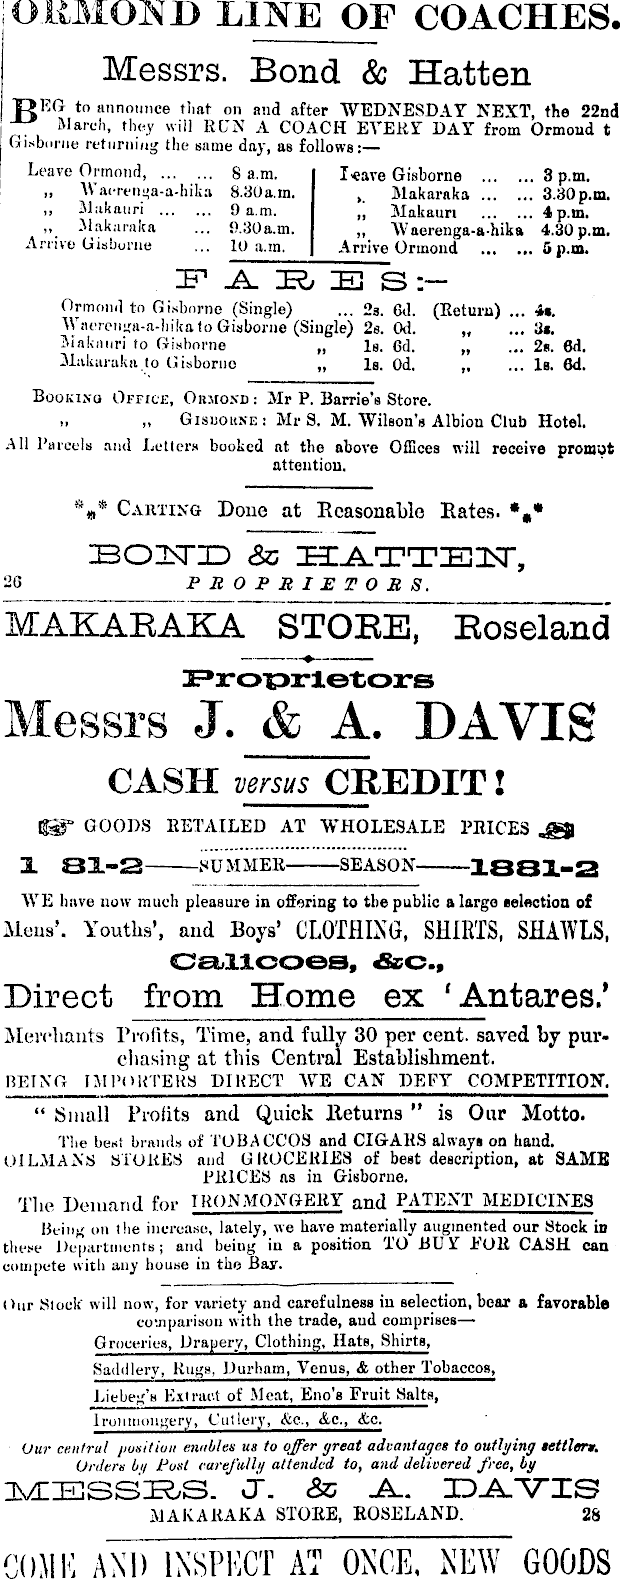 ORMOND LINE OF COACHES.
Messrs. Bond & Hatten
BEG to announce that on and after WEDNESDAY NEXT, the 22nd
March, they will RUN A COACH EVERY DAY from Ormond t
Gisborne returning the same day, as follows:—
Leave Ormond, ... ... 8 a.m.
„ Waerenga-a-hika 8.30a.m.
„ Makauri ... ... 9 a.m.
„ Makaraka ... 9.30a.m.
Arrive Gisborne ... 10 a.m.
Leave Gisborne ... ... 3 p.m.
„ Makaraka ... ... 3.30 p.m.
„ Makauri ... ... 4 p.m.
„ Waerenga-a-hika 4.30 p.m.
Arrive Ormond ... ... 5 p.m.
FARES:—
Ormond to Gisborne (Single) ... 2s. 6d. (Return) ... 4s.
Waerenga-a-hika to Gisborne (Single) 2s. 0d. „ ... 3s.
Makauri to Gisborne „ 1s. 6d. „ ... 2s. 6d.
Makaraka to Gisborne „ 1s. 0d. „ ... 1s. 6d.
BOOKING OFFICE, ORMOND: Mr P. Barrie's Store.
„ „ GISBORNE: Mr S. M. Wilson's Albion Club Hotel.
All Parcels and Letters booked at the above Offices will receive prompt
attention.
*** CARTING Done at Reasonable Rates. ***
BOND & HATTEN,
26 PROPRIETORS.
MAKARAKA STORE, Roseland
Proprietors
Messrs J. & A. DAVIS
CASH versus CREDIT!
GOODS RETAILED AT WHOLESALE PRICES
1 81-2——SUMMER——SEASON——1881-2
WE have now much pleasure in offering to the public a large selection of
Mens'. Youths', and Boys' CLOTHING, SHIRTS, SHAWLS,
Calicoes, &c.,
Direct from Home ex 'Antares.'
Merchants Profits, Time, and fully 30 per cent. saved by pur-
chasing at this Central Establishment.
BEING IMPORTERS DIRECT WE CAN DEFY COMPETITION.
"Small Profits and Quick Returns" is Our Motto.
The best brands of TOBACCOS and CIGARS always on hand.
OILMANS STORES and GROCERIES of best description, at SAME
PRICES as in Gisborne.
The Demand for IRONMONGERY and PATENT MEDICINES
Being on the increase, lately, we have materially augmented our Stock in
these Departments; and being in a position TO BUY FOR CASH can
compete with any house in the Bay.
Our Stock will now, for variety and carefulness in selection, bear a favorable
comparison with the trade, and comprises—
Groceries, Drapery, Clothing, Hats, Shirts,
Saddlery, Rugs, Durham, Venus, & other Tobaccos,
Liebeg's Extract of Meat, Eno's Fruit Salts,
Ironmongery, Cutlery, &c., &c., &c.
Our central position enables us to offer great advantages to outlying settlers.
Orders by Post carefully attended to, and delivered free, by
MESSRS. J. & A. DAVIS
MAKARAKA STORE, ROSELAND. 28
COME AND INSPECT AT ONCE, NEW GOODS